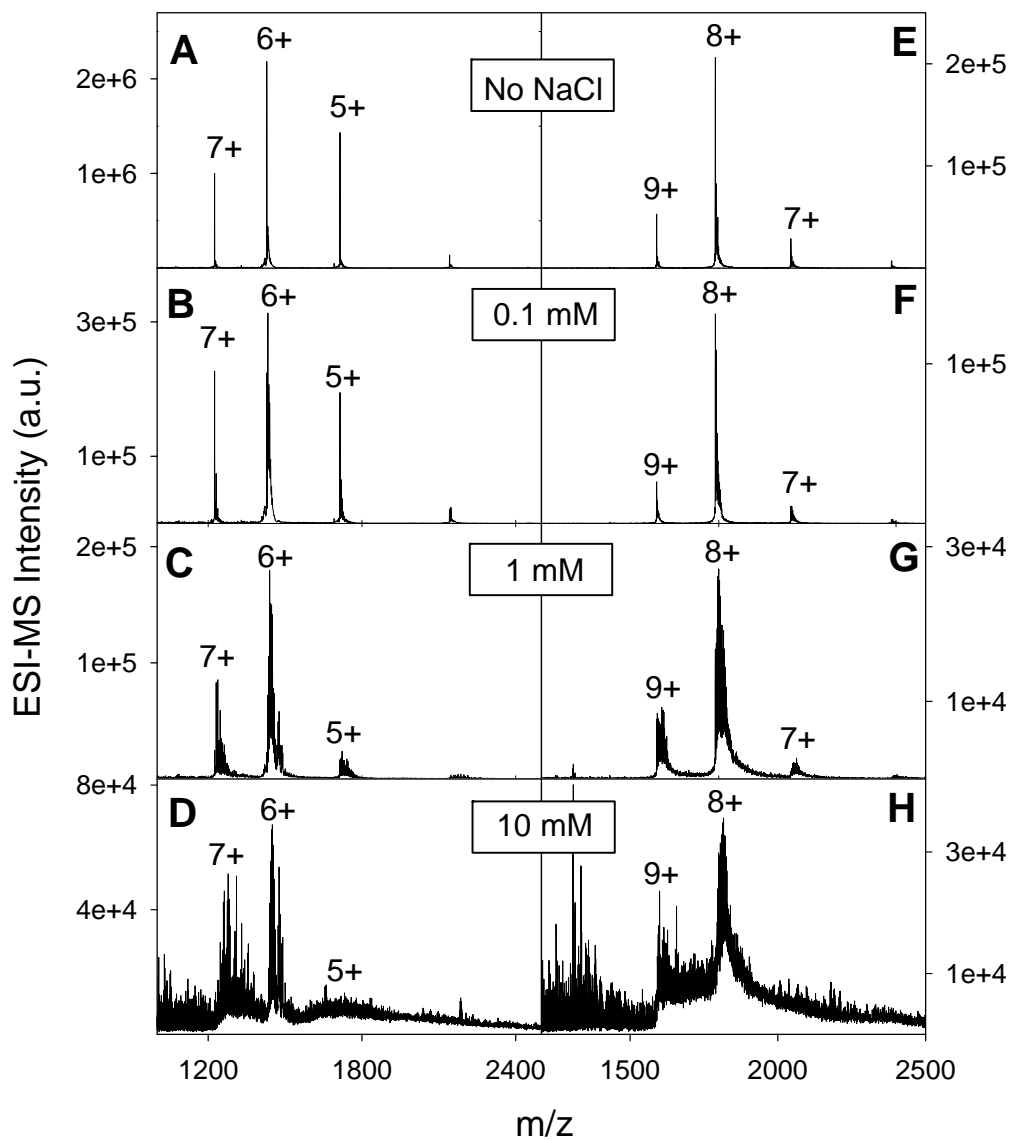 A
6+
E
8+
No NaCl
2e+6
2e+5
5+
7+
1e+6
9+
1e+5
7+
B
6+
0.1 mM
F
8+
3e+5
7+
5+
1e+5
1e+5
9+
7+
2e+5
C
6+
1 mM
G
8+
3e+4
7+
1e+5
5+
9+
1e+4
7+
8e+4
D
6+
10 mM
H
8+
7+
9+
3e+4
4e+4
5+
1e+4
ESI-MS Intensity (a.u.)
1200 1800 2400 1500 2000 2500
m/z